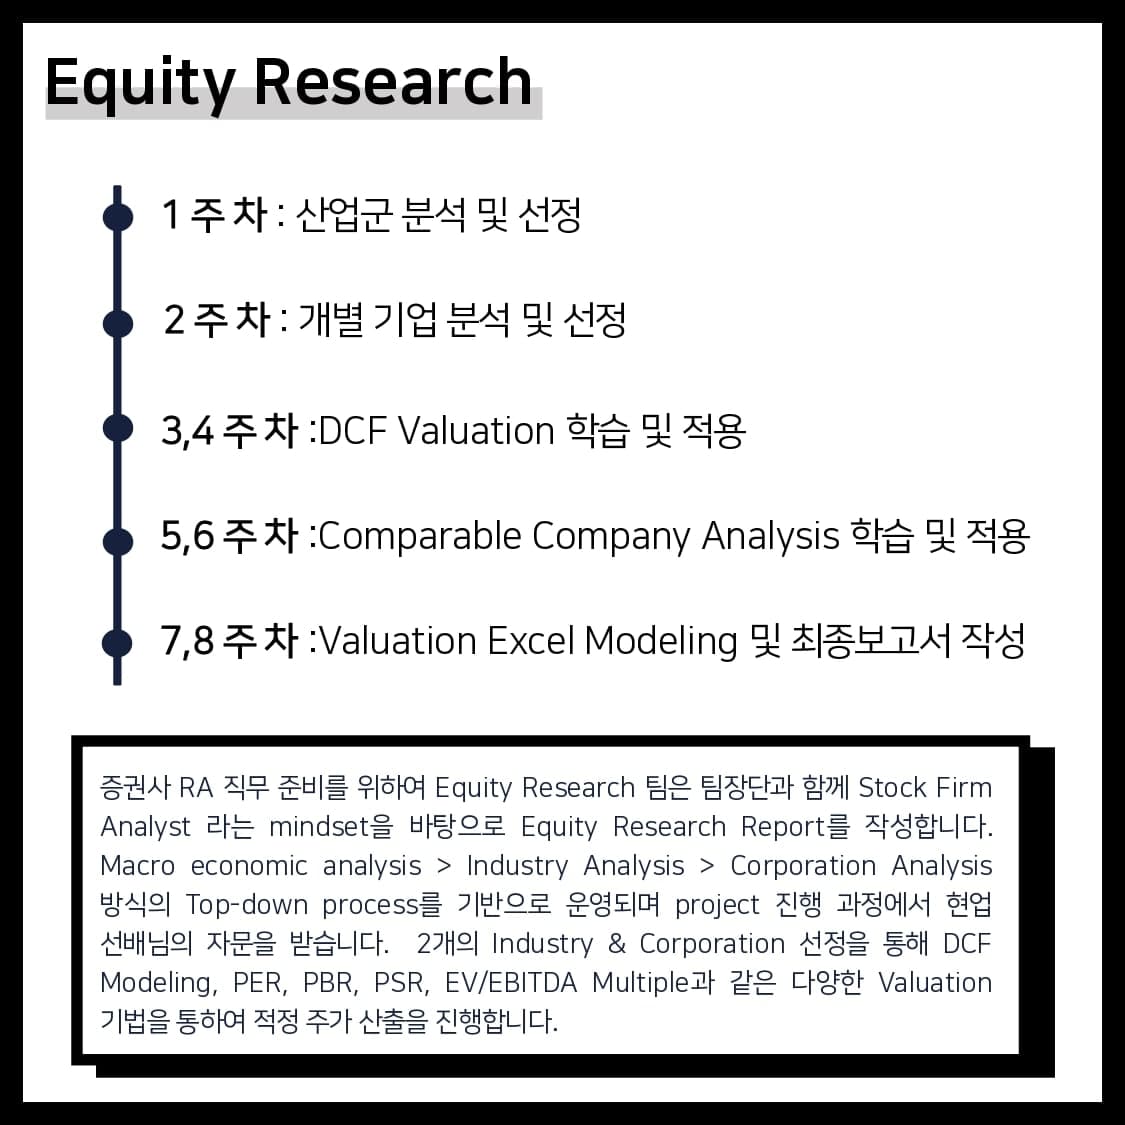 Equity Research
1 주 차 : 산업군 분석 및 선정
2 주 차 : 개별 기업 분석 및 선정
3,4 주 차 :DCF Valuation 학습 및 적용
5,6 주 차 :Comparable Company Analysis 학습 및 적용
7,8 주 차 :Valuation Excel Modeling 및 최종보고서 작성
증권사 RA 직무 준비를 위하여 Equity Research 팀은 팀장단과 함께 Stock Firm
Analyst 라는 mindset을 바탕으로 Equity Research Report를 작성합니다.
Macro economic analysis > Industry Analysis > Corporation Analysis
방식의 Top-down process를 기반으로 운영되며 project 진행 과정에서 현업
선배님의 자문을 받습니다. 2개의 Industry & Corporation 선정을 통해 DCF
Modeling, PER, PBR, PSR, EV/EBITDA Multiple과 같은 다양한 Valuation
기법을 통하여 적정 주가 산출을 진행합니다.